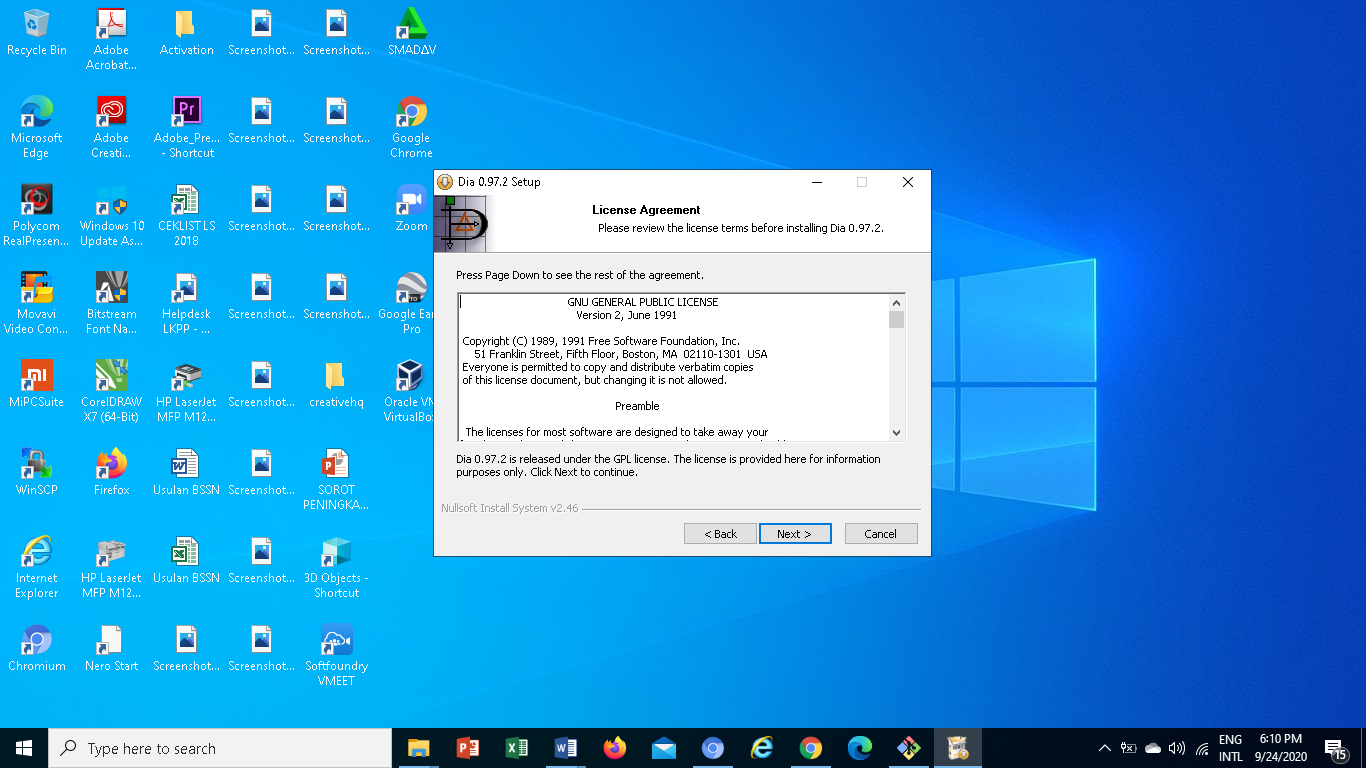 Recycle Bin
Adobe
Acrobat...
Activation
Screenshot...
Screenshot...
SMADΔV
Microsoft
Edge
Adobe
Creati...
Adobe_Pre...
- Shortcut
Screenshot...
Screenshot...
Google
Chrome
Polycom
RealPresen...
Windows 10
Update As...
CEKLIST LS
2018
Screenshot...
Screenshot...
Zoom
Movavi
Video Con...
Bitstream
Font Na...
Helpdesk
LKPP - ...
Screenshot...
Screenshot...
Google Ear
Pro
MiPCSuite
CorelDRAW
X7 (64-Bit)
HP LaserJet
MFP M12...
Screenshot...
creativehq
Oracle VM
VirtualBox
WinSCP
Firefox
Usulan BSSN
Screenshot...
SOROT
PENINGKA...
Internet
Explorer
HP LaserJet
MFP M12...
Usulan BSSN
Screenshot...
3D Objects -
Shortcut
Chromium
Nero Start
Screenshot...
Screenshot...
Softfoundry
VMEET
Dia 0.97.2 Setup
License Agreement
Please review the license terms before installing Dia 0.97.2.
Press Page Down to see the rest of the agreement.
GNU GENERAL PUBLIC LICENSE
Version 2, June 1991
Copyright (C) 1989, 1991 Free Software Foundation, Inc.
51 Franklin Street, Fifth Floor, Boston, MA 02110-1301 USA
Everyone is permitted to copy and distribute verbatim copies
of this license document, but changing it is not allowed.
Preamble
The licenses for most software are designed to take away your
Dia 0.97.2 is released under the GPL license. The license is provided here for information
purposes only. Click Next to continue.
Nullsoft Install System v2.46
< Back
Next >
Cancel
Type here to search
ENG
INTL
6:10 PM
9/24/2020
15